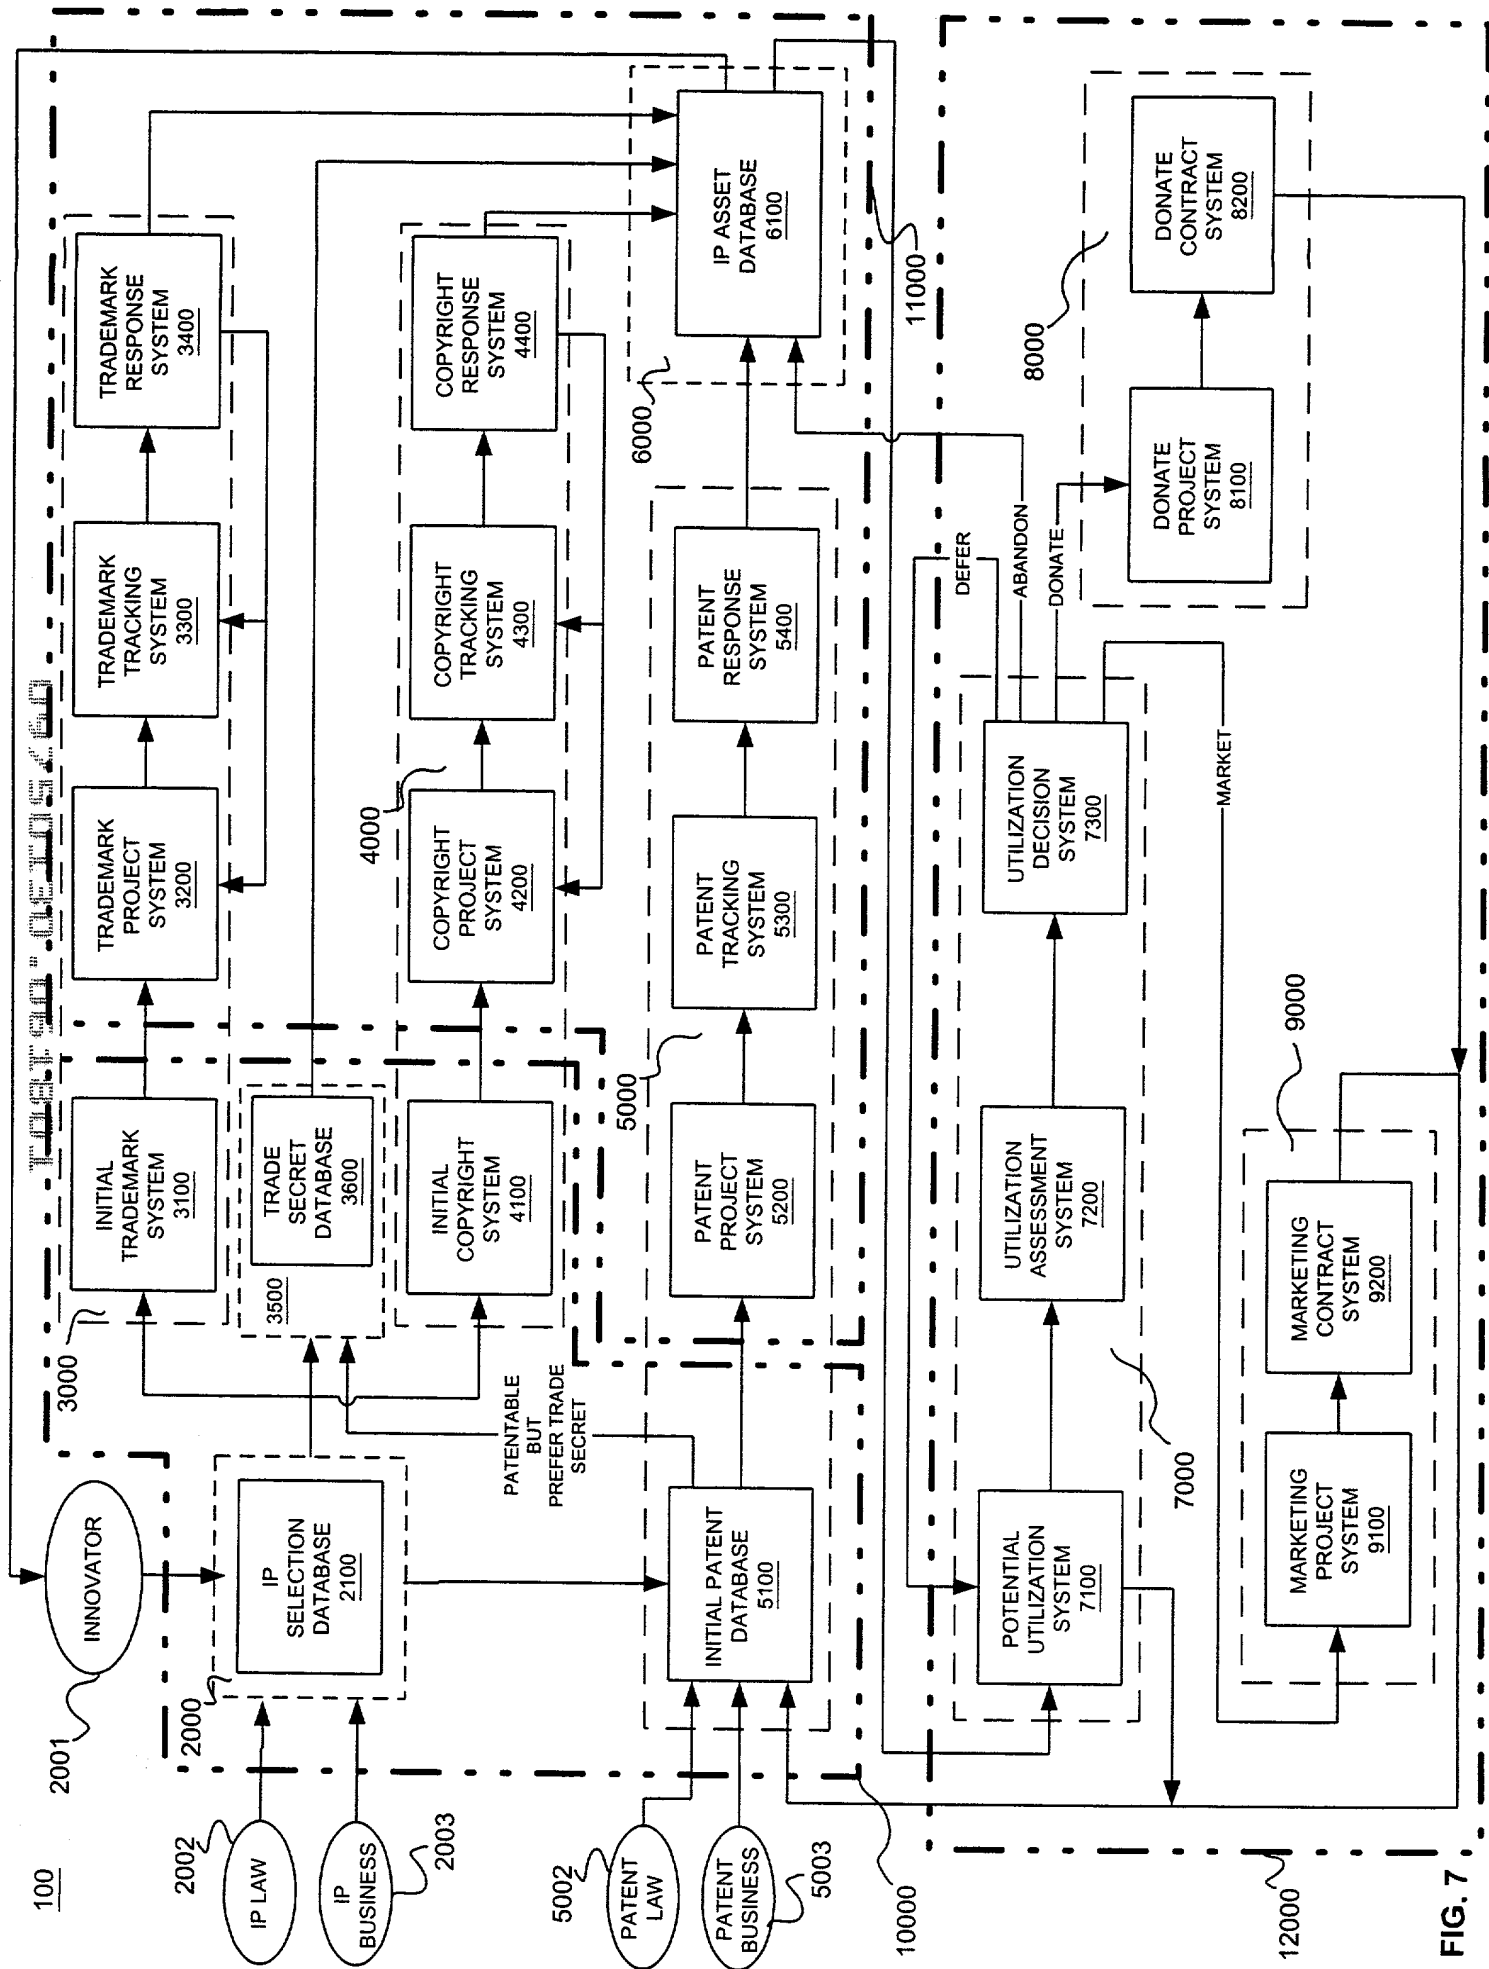 100
2001
INNOVATOR
2002
IP LAW
2003
IP
BUSINESS
2000
IP
SELECTION
DATABASE
2100
3000
INITIAL
TRADEMARK
SYSTEM
3100
TRADEMARK
PROJECT
SYSTEM
3200
TRADEMARK
TRACKING
SYSTEM
3300
TRADEMARK
RESPONSE
SYSTEM
3400
3500
TRADE
SECRET
DATABASE
3600
4000
INITIAL
COPYRIGHT
SYSTEM
4100
COPYRIGHT
PROJECT
SYSTEM
4200
COPYRIGHT
TRACKING
SYSTEM
4300
COPYRIGHT
RESPONSE
SYSTEM
4400
PATENTABLE
BUT
PREFER TRADE
SECRET
5002
PATENT
LAW
PATENT
BUSINESS
5003
5000
INITIAL PATENT
DATABASE
5100
PATENT
PROJECT
SYSTEM
5200
PATENT
TRACKING
SYSTEM
5300
PATENT
RESPONSE
SYSTEM
5400
6000
IP ASSET
DATABASE
6100
10000
11000
DEFER
ABANDON
DONATE
MARKET
POTENTIAL
UTILIZATION
SYSTEM
7100
UTILIZATION
ASSESSMENT
SYSTEM
7200
UTILIZATION
DECISION
SYSTEM
7300
7000
8000
DONATE
PROJECT
SYSTEM
8100
DONATE
CONTRACT
SYSTEM
8200
9000
MARKETING
PROJECT
SYSTEM
9100
MARKETING
CONTRACT
SYSTEM
9200
12000
FIG. 7